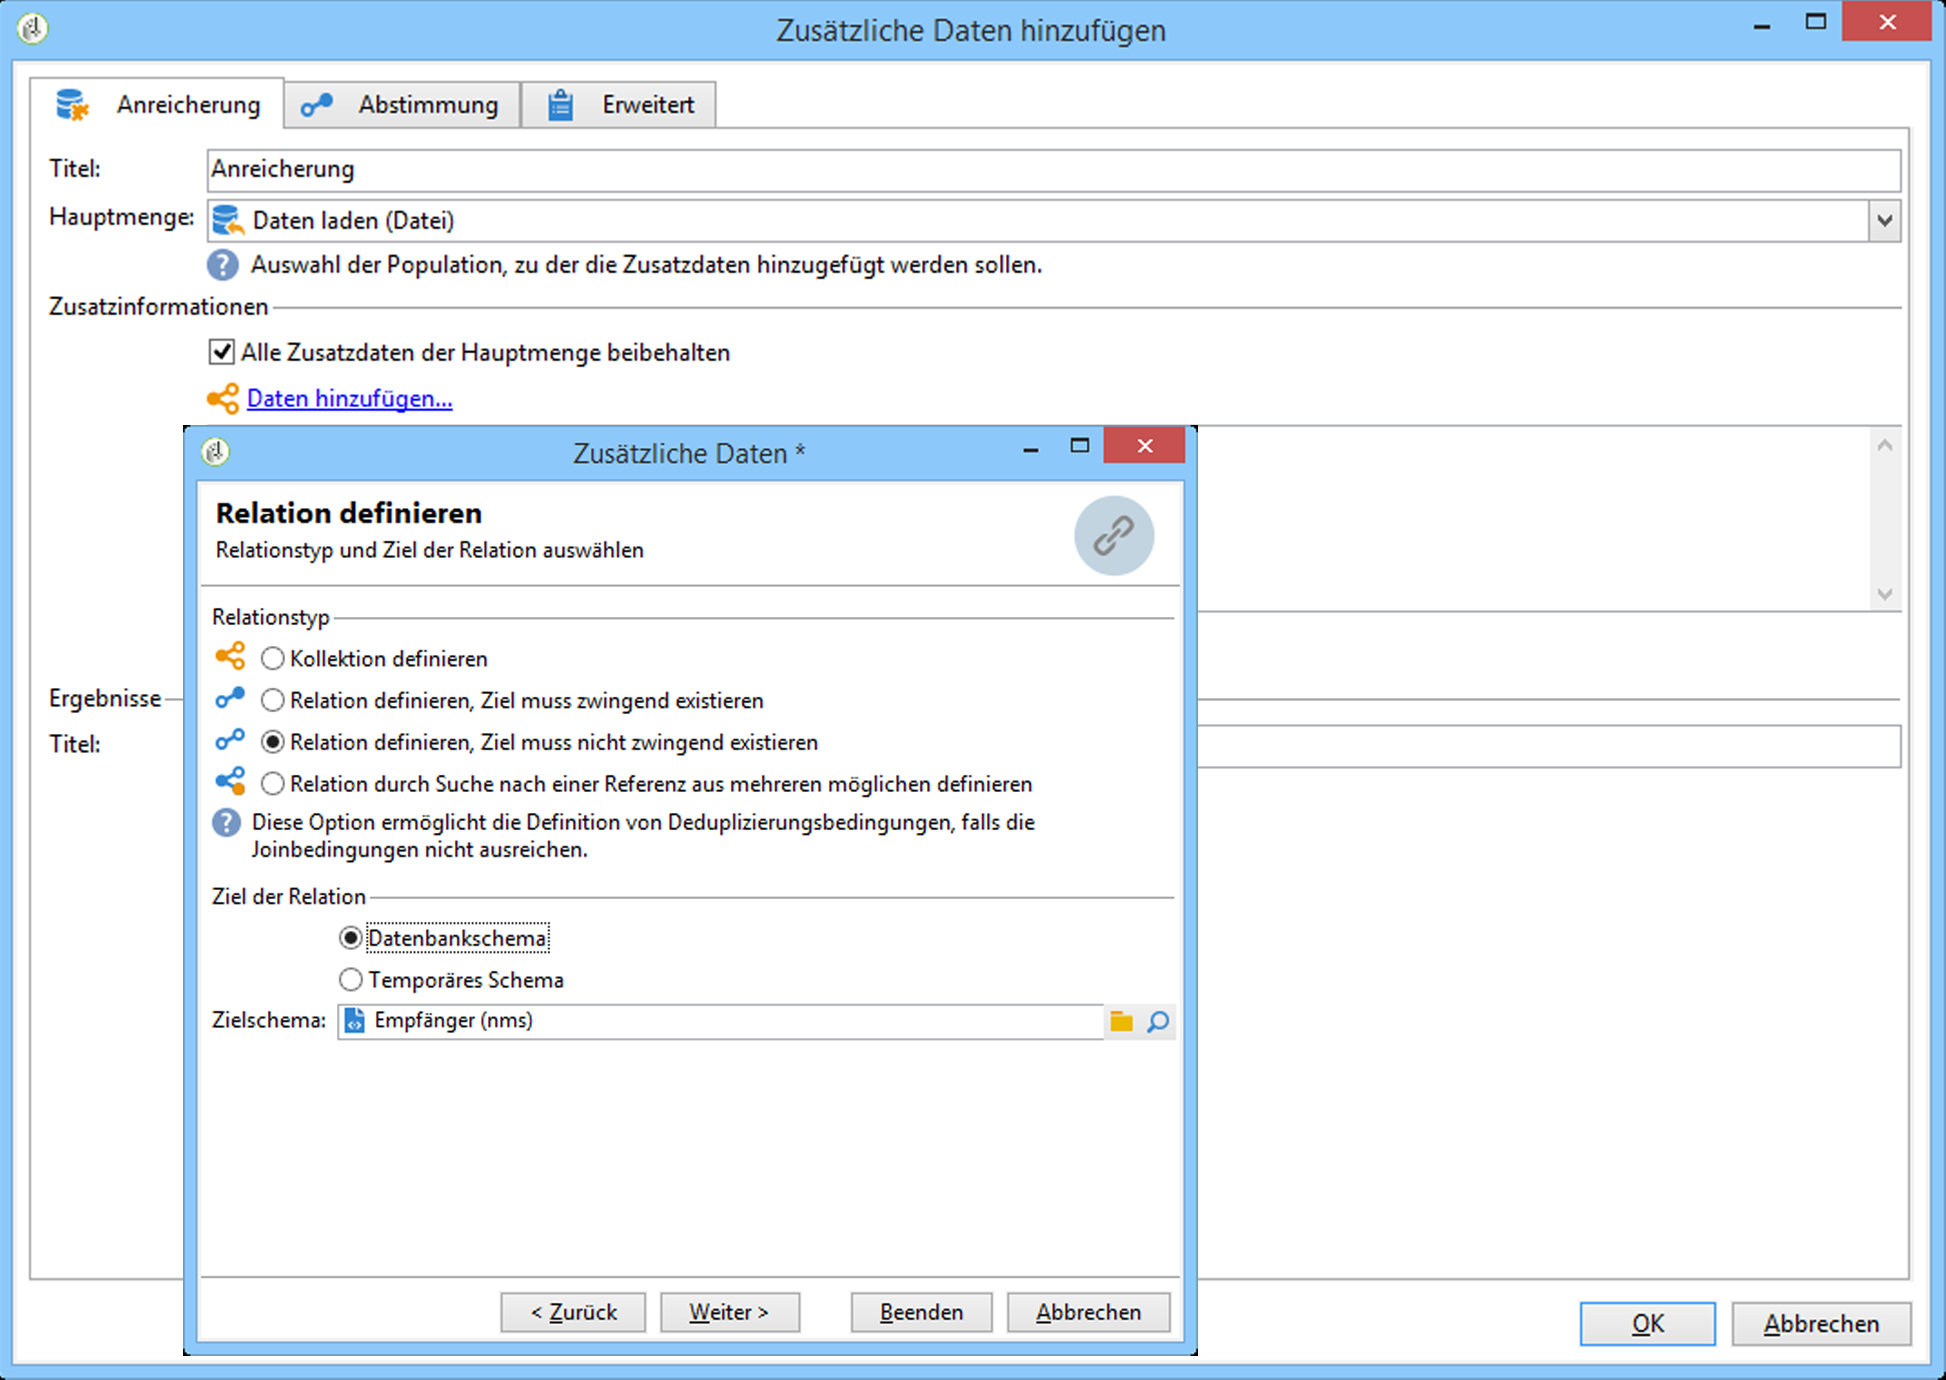 Zusätzliche Daten hinzufügen
Anreicherung
Abstimmung
Erweitert
Titel:
Anreicherung
Hauptmenge:
Daten laden (Datei)
Auswahl der Population, zu der die Zusatzdaten hinzugefügt werden sollen.
Zusatzinformationen
Alle Zusatzdaten der Hauptmenge beibehalten
Daten hinzufügen...
Zusätzliche Daten *
Relation definieren
Relationstyp und Ziel der Relation auswählen
Relationstyp
Kollektion definieren
Relation definieren, Ziel muss zwingend existieren
Relation definieren, Ziel muss nicht zwingend existieren
Relation durch Suche nach einer Referenz aus mehreren möglichen definieren
Diese Option ermöglicht die Definition von Deduplizierungsbedingungen, falls die
Joinbedingungen nicht ausreichen.
Ziel der Relation
Datenbankschema
Temporäres Schema
Zielschema:
Empfänger (nms)
< Zurück
Weiter >
Beenden
Abbrechen
Ergebnisse
Titel:
OK
Abbrechen